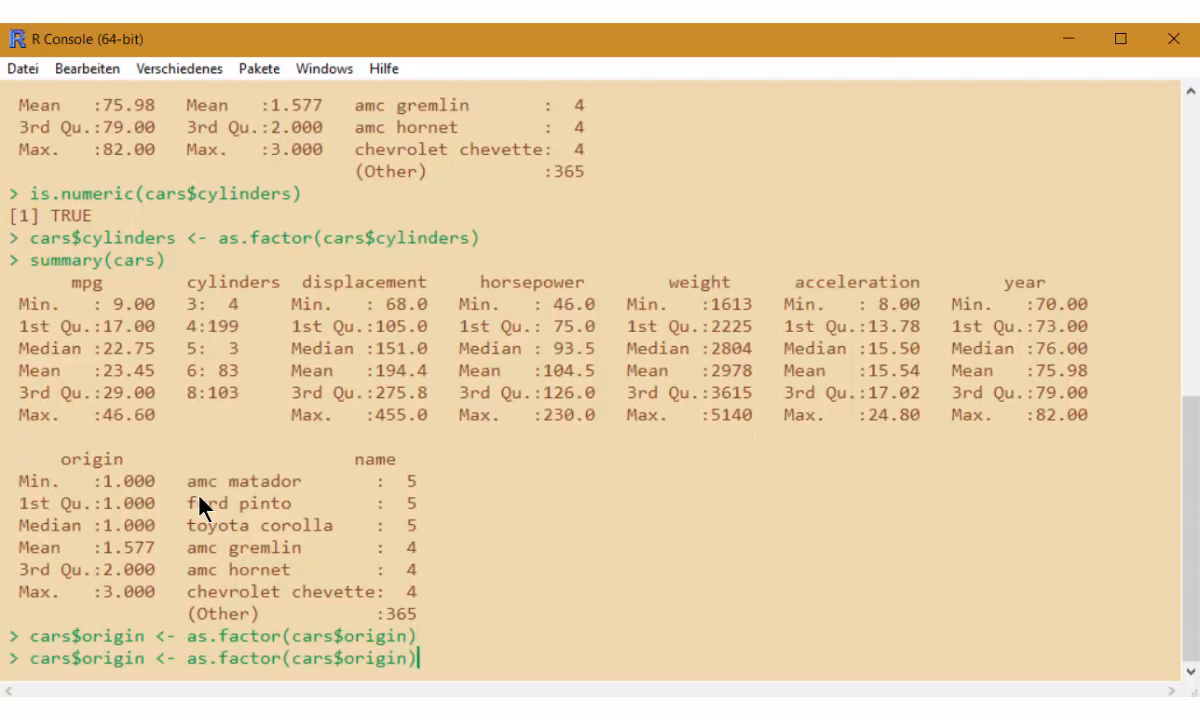 R Console (64-bit)
Datei Bearbeiten Verschiedenes Pakete Windows Hilfe
Mean :75.98 Mean :1.577 amc gremlin : 4
3rd Qu.:79.00 3rd Qu.:2.000 amc hornet : 4
Max. :82.00 Max. :3.000 chevrolet chevette: 4
(Other) :365
> is.numeric(cars$cylinders)
[1] TRUE
> cars$cylinders <- as.factor(cars$cylinders)
> summary(cars)
mpg cylinders displacement horsepower weight acceleration year
Min. : 9.00 3: 4 Min. : 68.0 Min. : 46.0 Min. :1613 Min. : 8.00 Min. :70.00
1st Qu.:17.00 4:199 1st Qu.:105.0 1st Qu.: 75.0 1st Qu.:2225 1st Qu.:13.78 1st Qu.:73.00
Median :22.75 5: 3 Median :151.0 Median : 93.5 Median :2804 Median :15.50 Median :76.00
Mean :23.45 6: 83 Mean :194.4 Mean :104.5 Mean :2978 Mean :15.54 Mean :75.98
3rd Qu.:29.00 8:103 3rd Qu.:275.8 3rd Qu.:126.0 3rd Qu.:3615 3rd Qu.:17.02 3rd Qu.:79.00
Max. :46.60 Max. :455.0 Max. :230.0 Max. :5140 Max. :24.80 Max. :82.00
origin name
Min. :1.000 amc matador : 5
1st Qu.:1.000 ford pinto : 5
Median :1.000 toyota corolla : 5
Mean :1.577 amc gremlin : 4
3rd Qu.:2.000 amc hornet : 4
Max. :3.000 chevrolet chevette: 4
(Other) :365
> cars$origin <- as.factor(cars$origin)
> cars$origin <- as.factor(cars$origin)